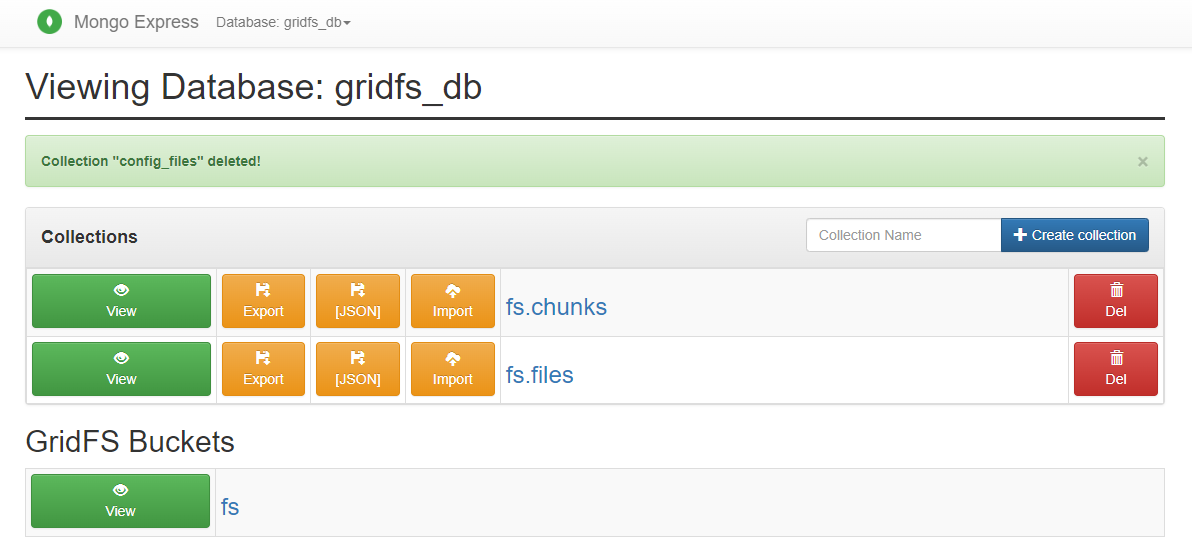 Mongo Express Database: gridfs_db
Viewing Database: gridfs_db
Collection "config_files" deleted! ×
Collections Collection Name Create collection
View Export [JSON] Import fs.chunks Del
View Export [JSON] Import fs.files Del
GridFS Buckets
View fs